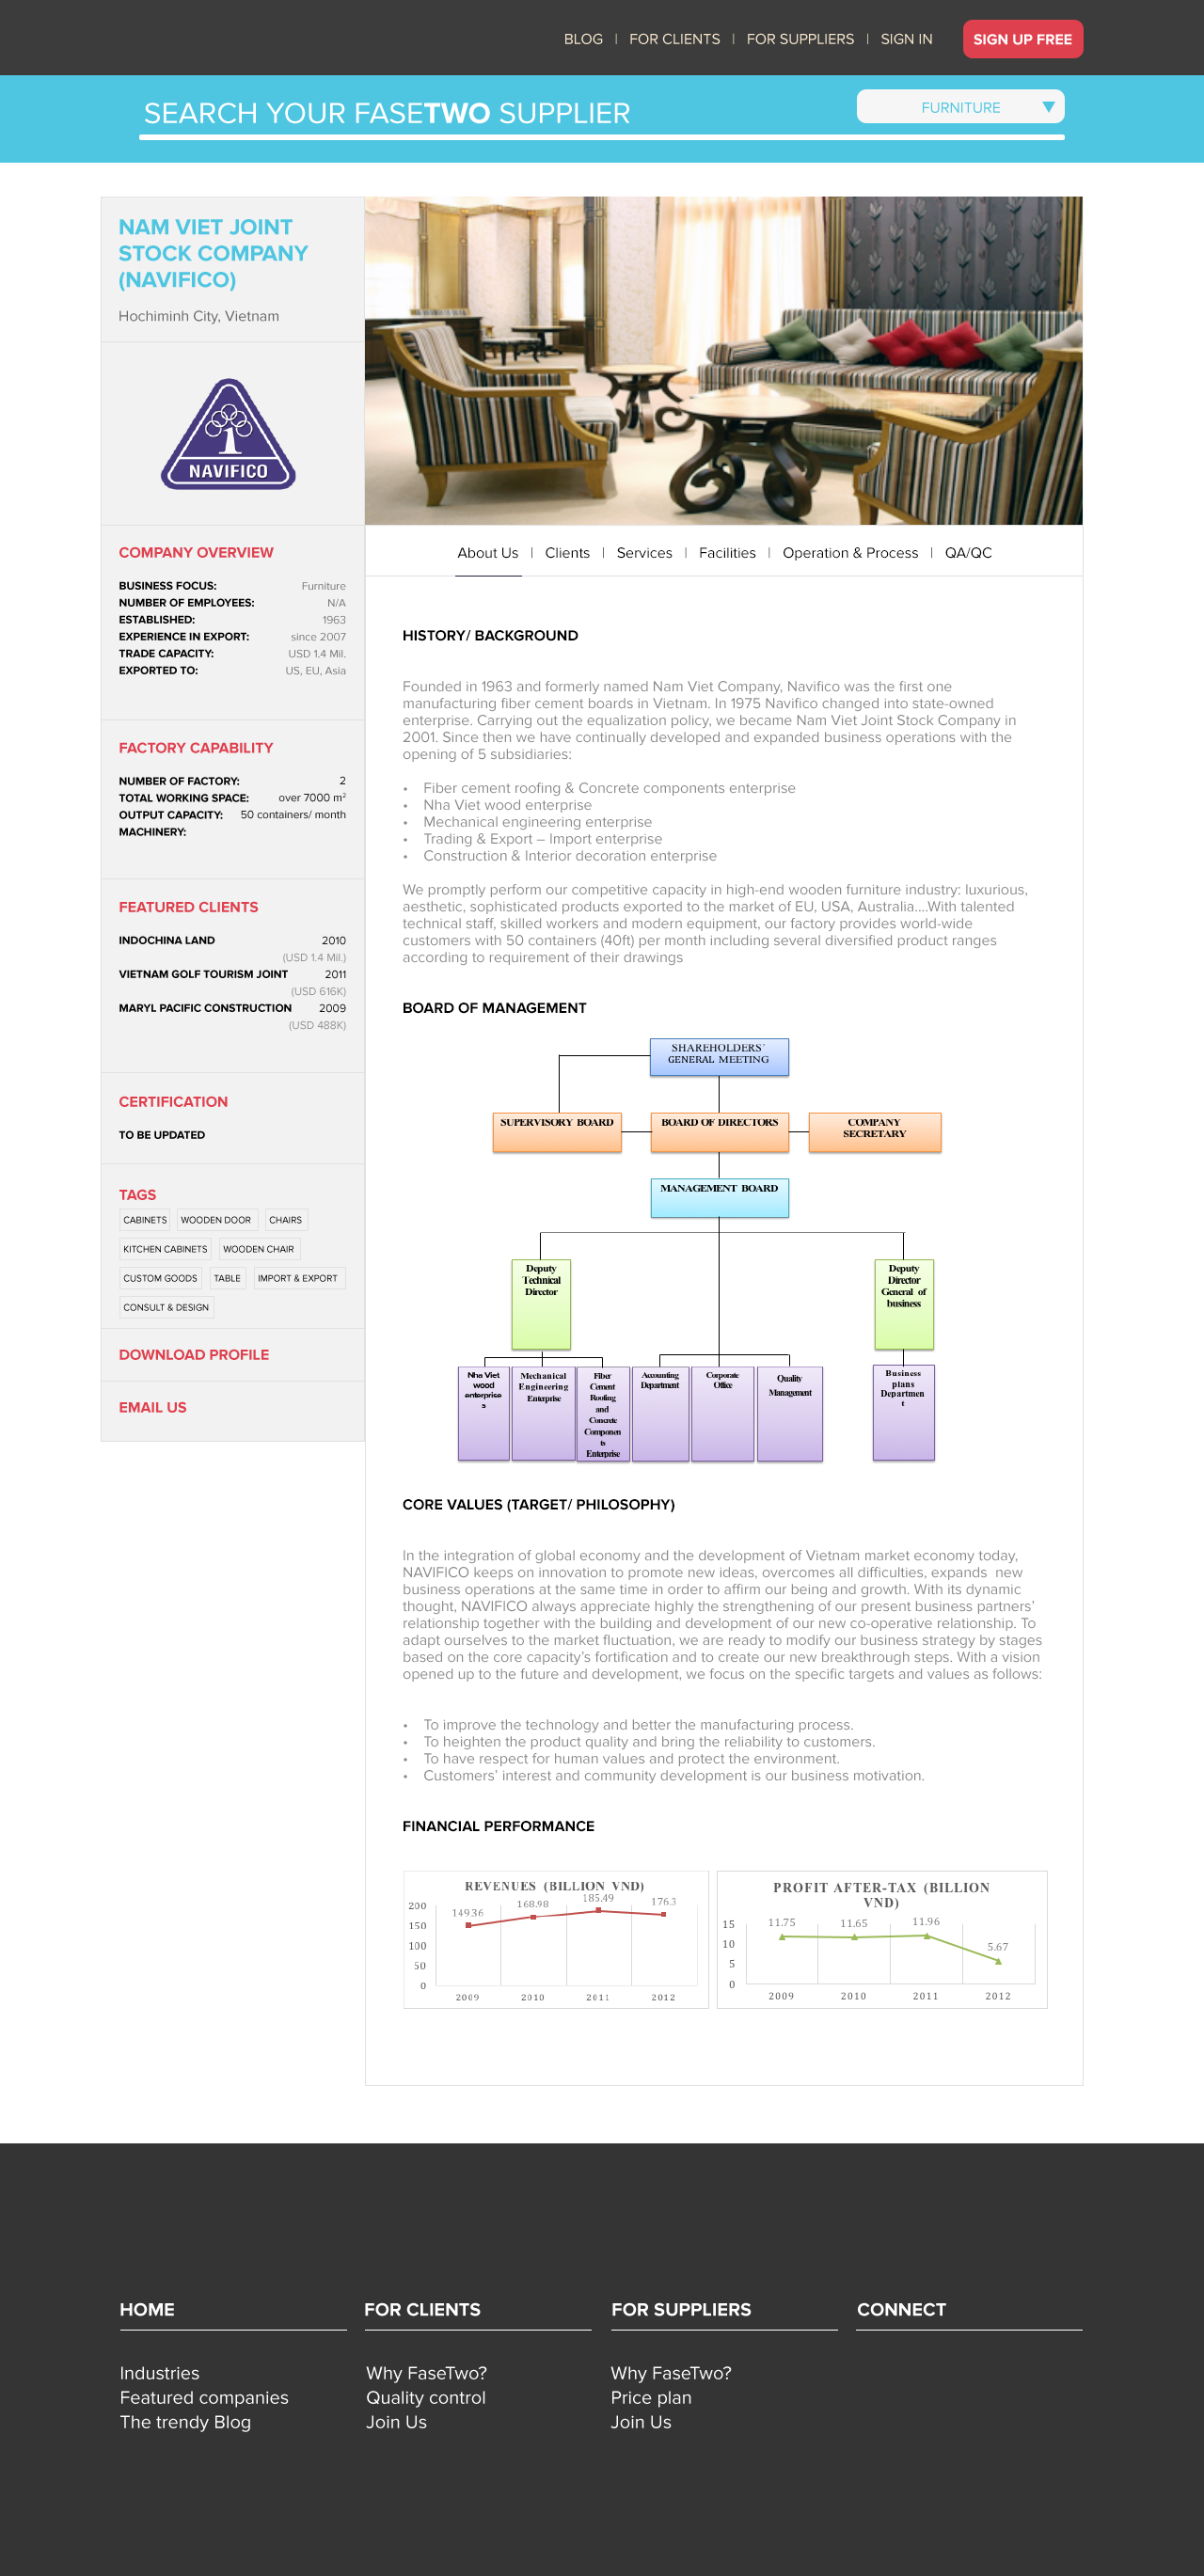 BLOG | FOR CLIENTS | FOR SUPPLIERS | SIGN IN SIGN UP FREE
SEARCH YOUR FASETWO SUPPLIER FURNITURE
NAM VIET JOINT
STOCK COMPANY
(NAVIFICO)
Hochiminh City, Vietnam
NAVIFICO
COMPANY OVERVIEW
BUSINESS FOCUS: Furniture
NUMBER OF EMPLOYEES: N/A
ESTABLISHED: 1963
EXPERIENCE IN EXPORT: since 2007
TRADE CAPACITY: USD 1.4 Mil.
EXPORTED TO: US, EU, Asia
FACTORY CAPABILITY
NUMBER OF FACTORY: 2
TOTAL WORKING SPACE: over 7000 m²
OUTPUT CAPACITY: 50 containers/ month
MACHINERY:
FEATURED CLIENTS
INDOCHINA LAND 2010
(USD 1.4 Mil.)
VIETNAM GOLF TOURISM JOINT 2011
(USD 616K)
MARYL PACIFIC CONSTRUCTION 2009
(USD 488K)
CERTIFICATION
TO BE UPDATED
TAGS
CABINETS WOODEN DOOR CHAIRS
KITCHEN CABINETS WOODEN CHAIR
CUSTOM GOODS TABLE IMPORT & EXPORT
CONSULT & DESIGN
DOWNLOAD PROFILE
EMAIL US
About Us | Clients | Services | Facilities | Operation & Process | QA/QC
HISTORY/ BACKGROUND
Founded in 1963 and formerly named Nam Viet Company, Navifico was the first one
manufacturing fiber cement boards in Vietnam. In 1975 Navifico changed into state-owned
enterprise. Carrying out the equalization policy, we became Nam Viet Joint Stock Company in
2001. Since then we have continually developed and expanded business operations with the
opening of 5 subsidiaries:
• Fiber cement roofing & Concrete components enterprise
• Nha Viet wood enterprise
• Mechanical engineering enterprise
• Trading & Export – Import enterprise
• Construction & Interior decoration enterprise
We promptly perform our competitive capacity in high-end wooden furniture industry: luxurious,
aesthetic, sophisticated products exported to the market of EU, USA, Australia....With talented
technical staff, skilled workers and modern equipment, our factory provides world-wide
customers with 50 containers (40ft) per month including several diversified product ranges
according to requirement of their drawings
BOARD OF MANAGEMENT
SHAREHOLDERS'
GENERAL MEETING
SUPERVISORY BOARD
BOARD OF DIRECTORS
COMPANY
SECRETARY
MANAGEMENT BOARD
Deputy
Technical
Director
Deputy
Director
General of
business
Nha Viet
wood
enterprise
s
Mechanical
Engineering
Enterprise
Fiber
Cement
Roofing
and
Concrete
Componen
ts
Enterprise
Accounting
Department
Corporate
Office
Quality
Management
Business
plans
Departmen
t
CORE VALUES (TARGET/ PHILOSOPHY)
In the integration of global economy and the development of Vietnam market economy today,
NAVIFICO keeps on innovation to promote new ideas, overcomes all difficulties, expands  new
business operations at the same time in order to affirm our being and growth. With its dynamic
thought, NAVIFICO always appreciate highly the strengthening of our present business partners'
relationship together with the building and development of our new co-operative relationship. To
adapt ourselves to the market fluctuation, we are ready to modify our business strategy by stages
based on the core capacity's fortification and to create our new breakthrough steps. With a vision
opened up to the future and development, we focus on the specific targets and values as follows:
• To improve the technology and better the manufacturing process.
• To heighten the product quality and bring the reliability to customers.
• To have respect for human values and protect the environment.
• Customers' interest and community development is our business motivation.
FINANCIAL PERFORMANCE
REVENUES (BILLION VND)
149.36 168.98 185.49 176.3
200
150
100
50
0
2009 2010 2011 2012
PROFIT AFTER-TAX (BILLION
VND)
11.75 11.65 11.96 5.67
15
10
5
0
2009 2010 2011 2012
HOME
Industries
Featured companies
The trendy Blog
FOR CLIENTS
Why FaseTwo?
Quality control
Join Us
FOR SUPPLIERS
Why FaseTwo?
Price plan
Join Us
CONNECT